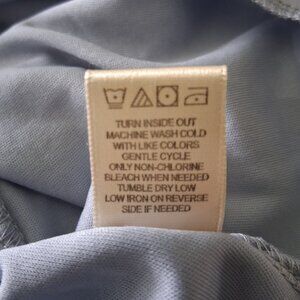 TURN INSIDE OUT
MACHINE WASH COLD
WITH LIKE COLORS
GENTLE CYCLE
ONLY NON-CHLORINE
BLEACH WHEN NEEDED
TUMBLE DRY LOW
LOW IRON ON REVERSE
SIDE IF NEEDED